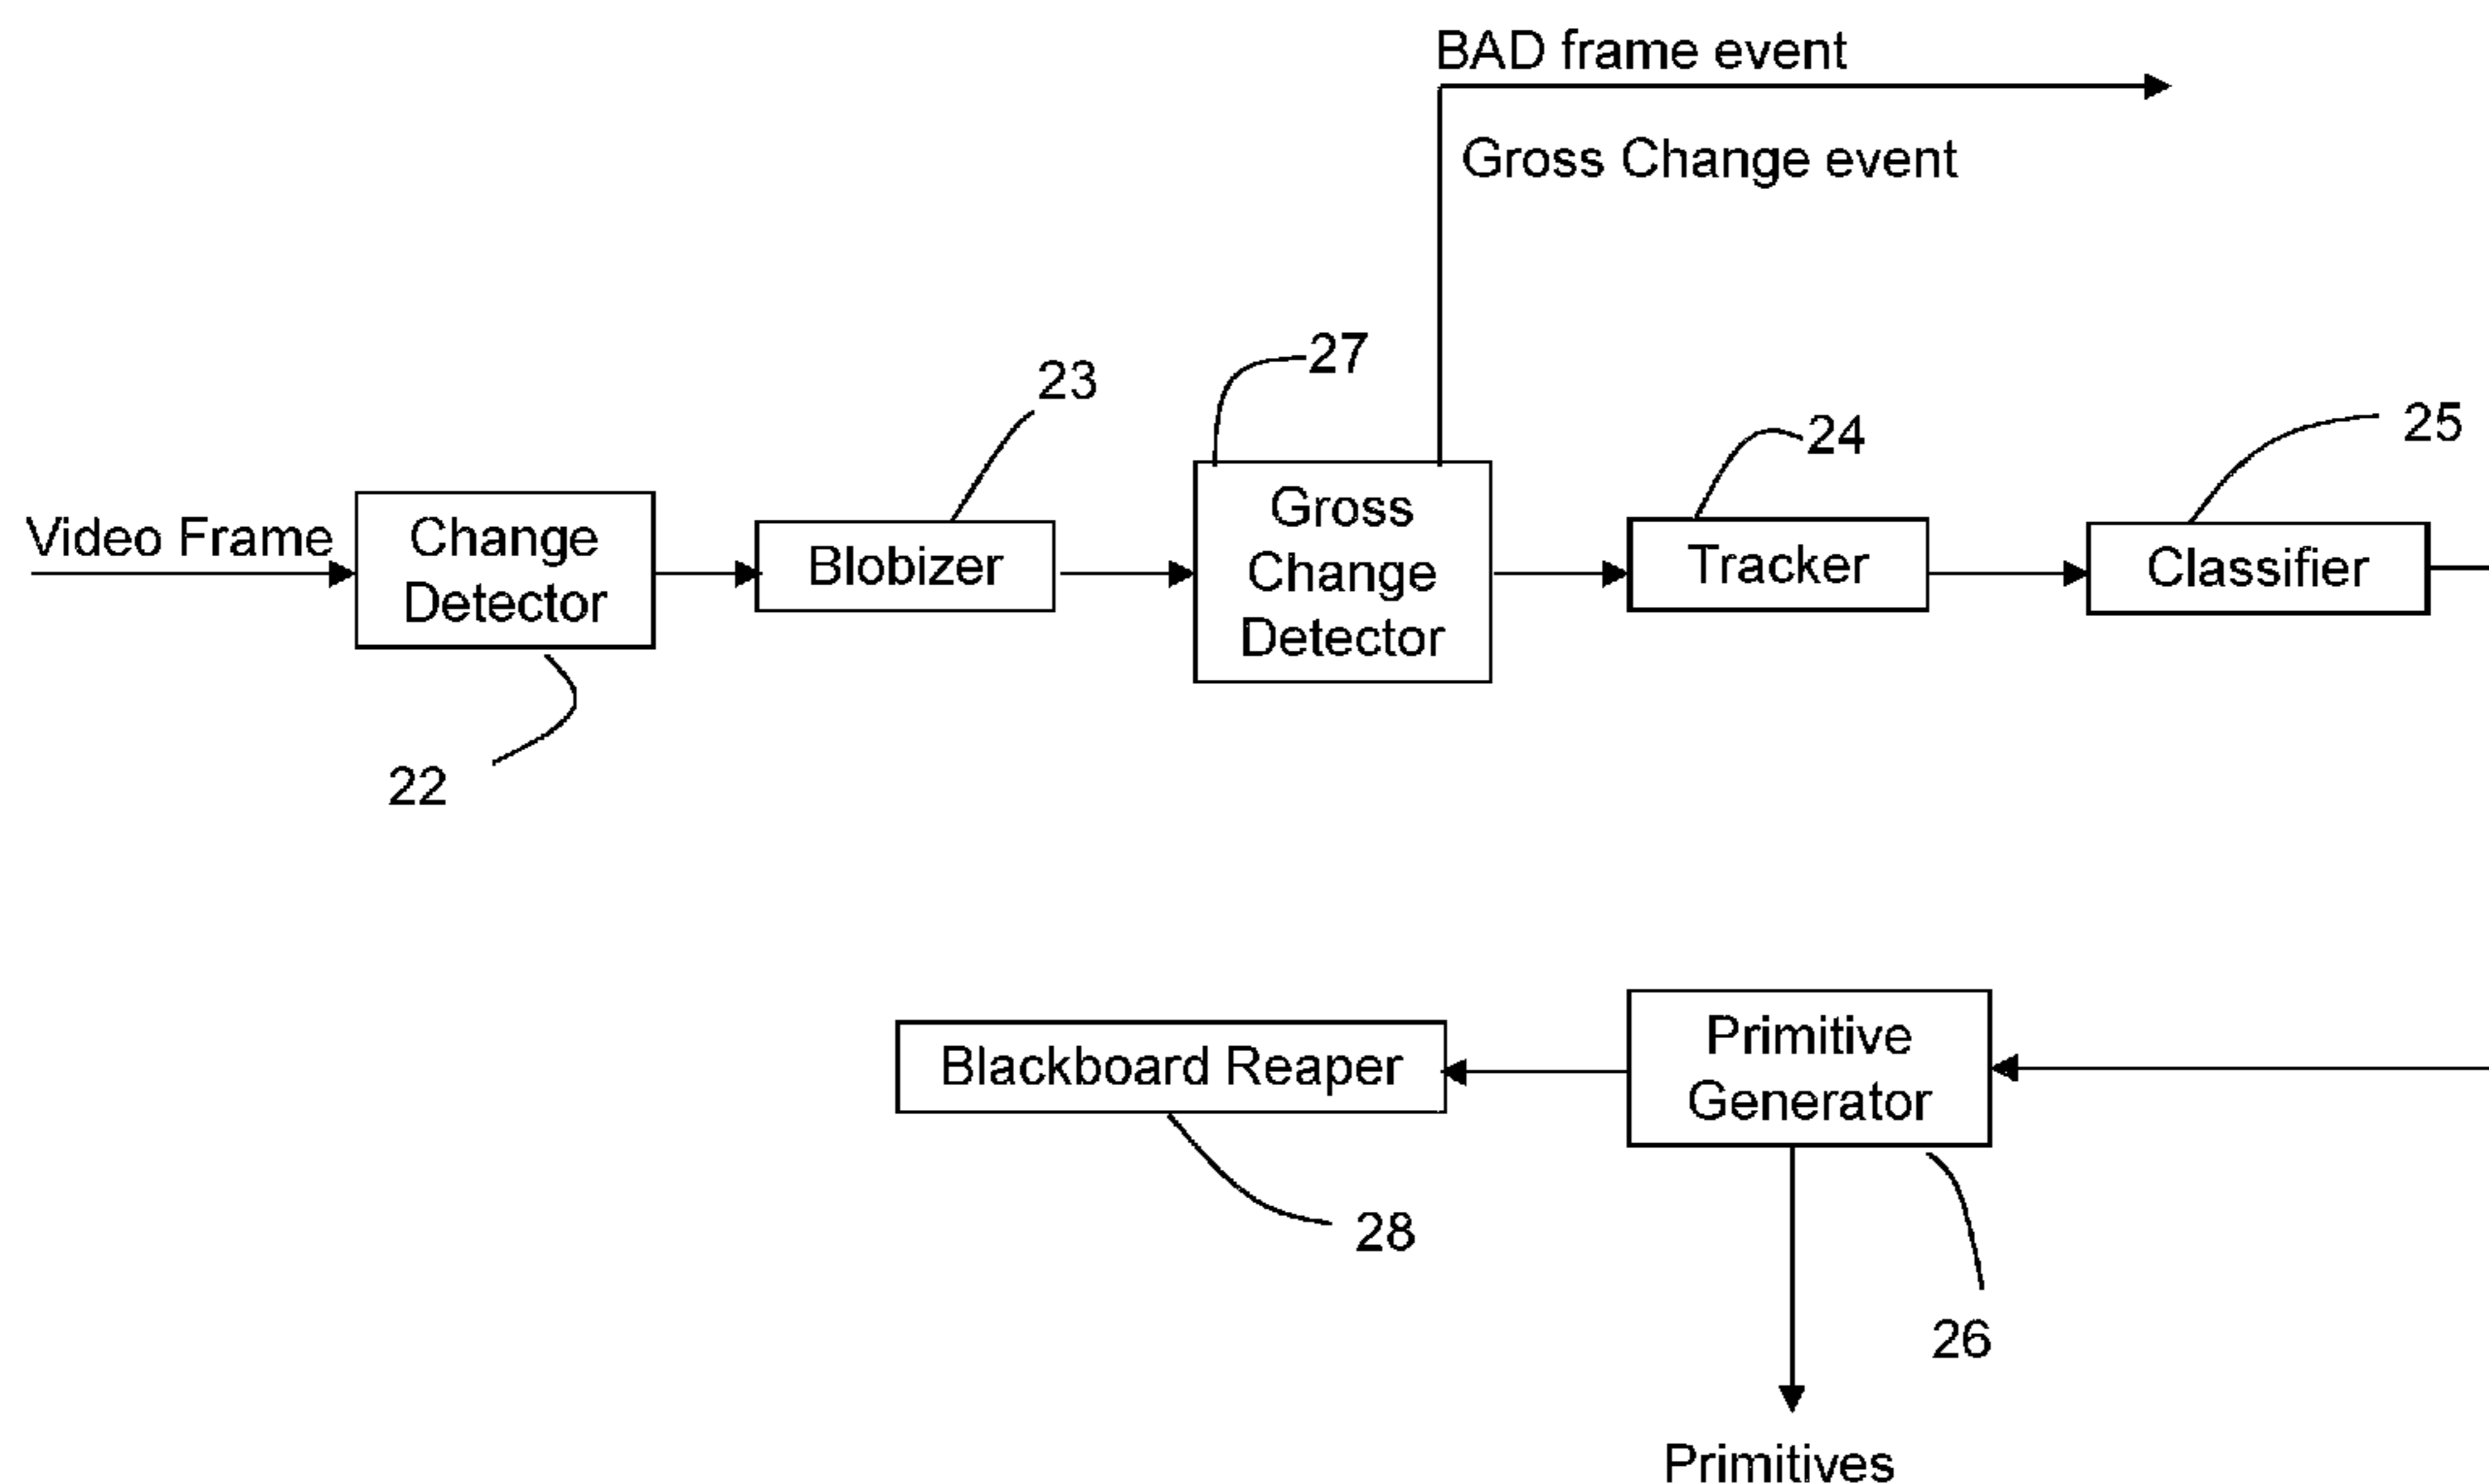 BAD frame event
Gross Change event
27
23
24
25
Video Frame
Change
Detector
Blobizer
Gross
Change
Detector
Tracker
Classifier
22
Blackboard Reaper
Primitive
Generator
28
26
Primitives